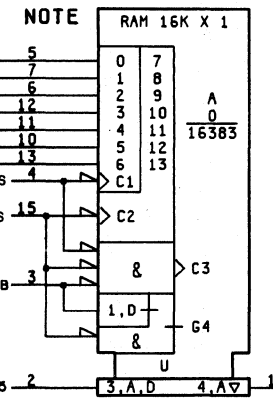 NOTE
RAM 16K X 1
5 0 7
7 1 8
6 2 9
12 3 10
11 4 11
10 5 12
13 6 13
A
0
16383
S 4 C1
S 15 C2
& C3
B 3
1,D G4
&
U
2 3,A,D 4,A▽ 1